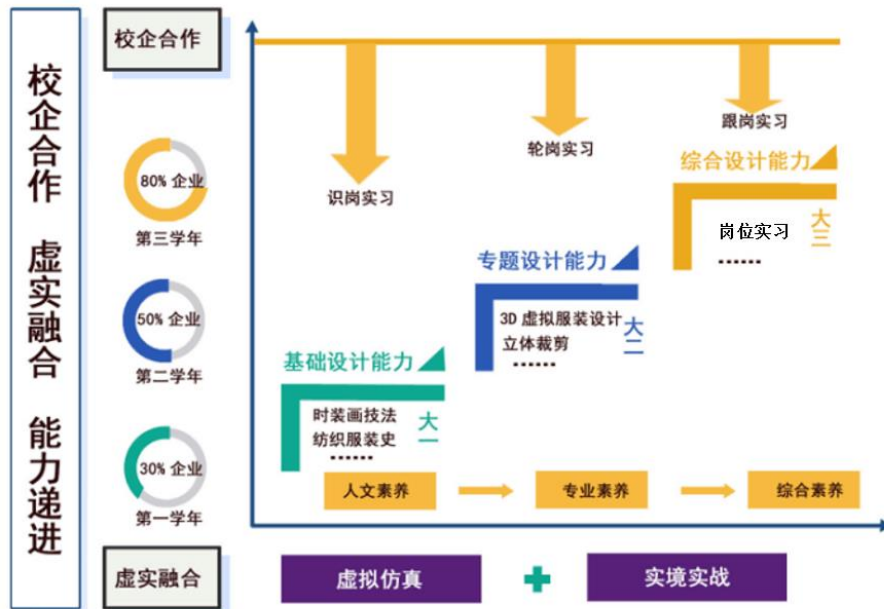 校企合作 虚实融合 能力递进
校企合作
80% 企业
第三学年
50% 企业
第二学年
30% 企业
第一学年
虚实融合
识岗实习
轮岗实习
跟岗实习
综合设计能力
大三
岗位实习
......
专题设计能力
大二
3D 虚拟服装设计
立体裁剪
......
基础设计能力
大一
时装画技法
纺织服装史
......
人文素养
专业素养
综合素养
虚拟仿真
实境实战